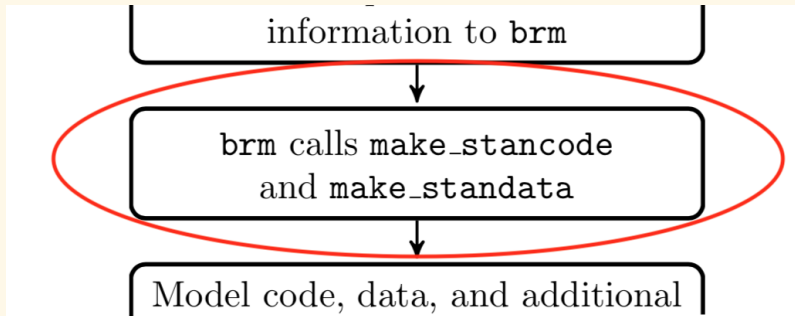 information to brm
brm calls make_stancode
and make_standata
Model code, data, and additional